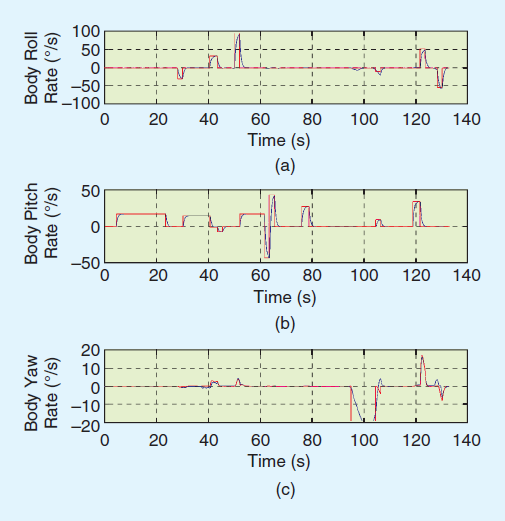 Body Roll
Rate (°/s)
100
50
0
−50
−100
0 20 40 60 80 100 120 140
Time (s)
(a)
Body Pitch
Rate (°/s)
50
0
−50
0 20 40 60 80 100 120 140
Time (s)
(b)
Body Yaw
Rate (°/s)
20
10
0
−10
−20
0 20 40 60 80 100 120 140
Time (s)
(c)